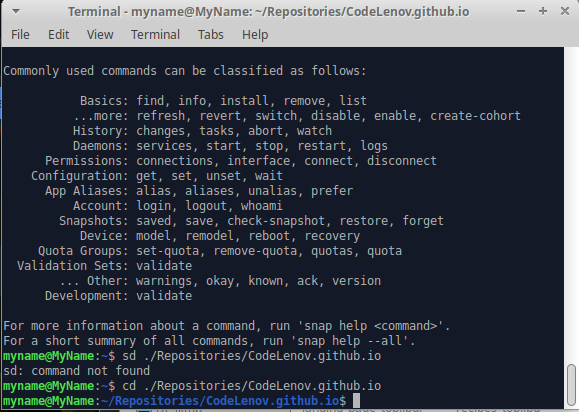 Terminal - myname@MyName: ~/Repositories/CodeLenov.github.io
File Edit View Terminal Tabs Help
Commonly used commands can be classified as follows:
Basics: find, info, install, remove, list
...more: refresh, revert, switch, disable, enable, create-cohort
History: changes, tasks, abort, watch
Daemons: services, start, stop, restart, logs
Permissions: connections, interface, connect, disconnect
Configuration: get, set, unset, wait
App Aliases: alias, aliases, unalias, prefer
Account: login, logout, whoami
Snapshots: saved, save, check-snapshot, restore, forget
Device: model, remodel, reboot, recovery
Quota Groups: set-quota, remove-quota, quotas, quota
Validation Sets: validate
... Other: warnings, okay, known, ack, version
Development: validate
For more information about a command, run 'snap help <command>'.
For a short summary of all commands, run 'snap help --all'.
myname@MyName:~$ sd ./Repositories/CodeLenov.github.io
sd: command not found
myname@MyName:~$ cd ./Repositories/CodeLenov.github.io
myname@MyName:~/Repositories/CodeLenov.github.io$